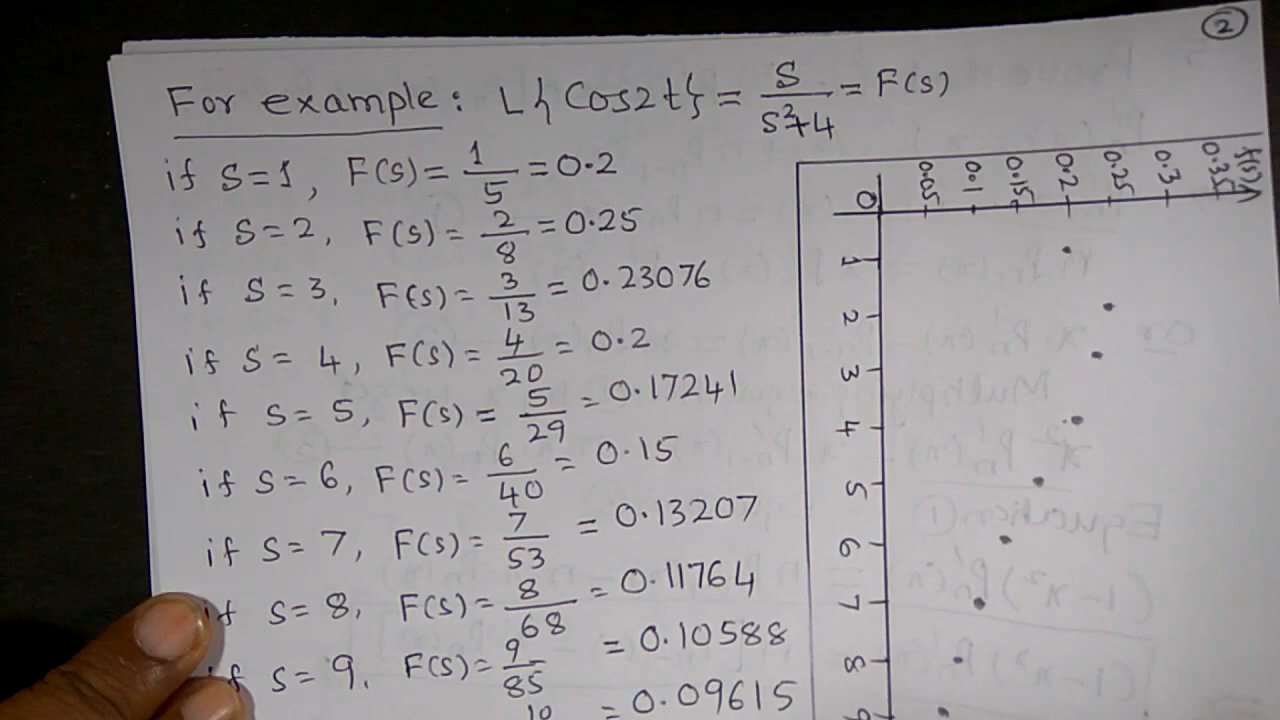 ②
For example: L{Cos2t} = S/(S²+4) = F(S)
if S=1, F(S)= 1/5 =0.2
if S=2, F(S)= 2/8 =0.25
if S=3, F(S)= 3/13 = 0.23076
if S=4, F(S)= 4/20 = 0.2
if S=5, F(S)= 5/29 = 0.17241
if S=6, F(S)= 6/40 = 0.15
if S=7, F(S)= 7/53 = 0.13207
if S=8, F(S)= 8/68 = 0.11764
if S=9, F(S)= 9/85 = 0.10588
10 = 0.09615
f(s)
0.35
0.3
0.25
0.2
0.15
0.1
0.05
0
1
2
3
4
5
6
7
8
9